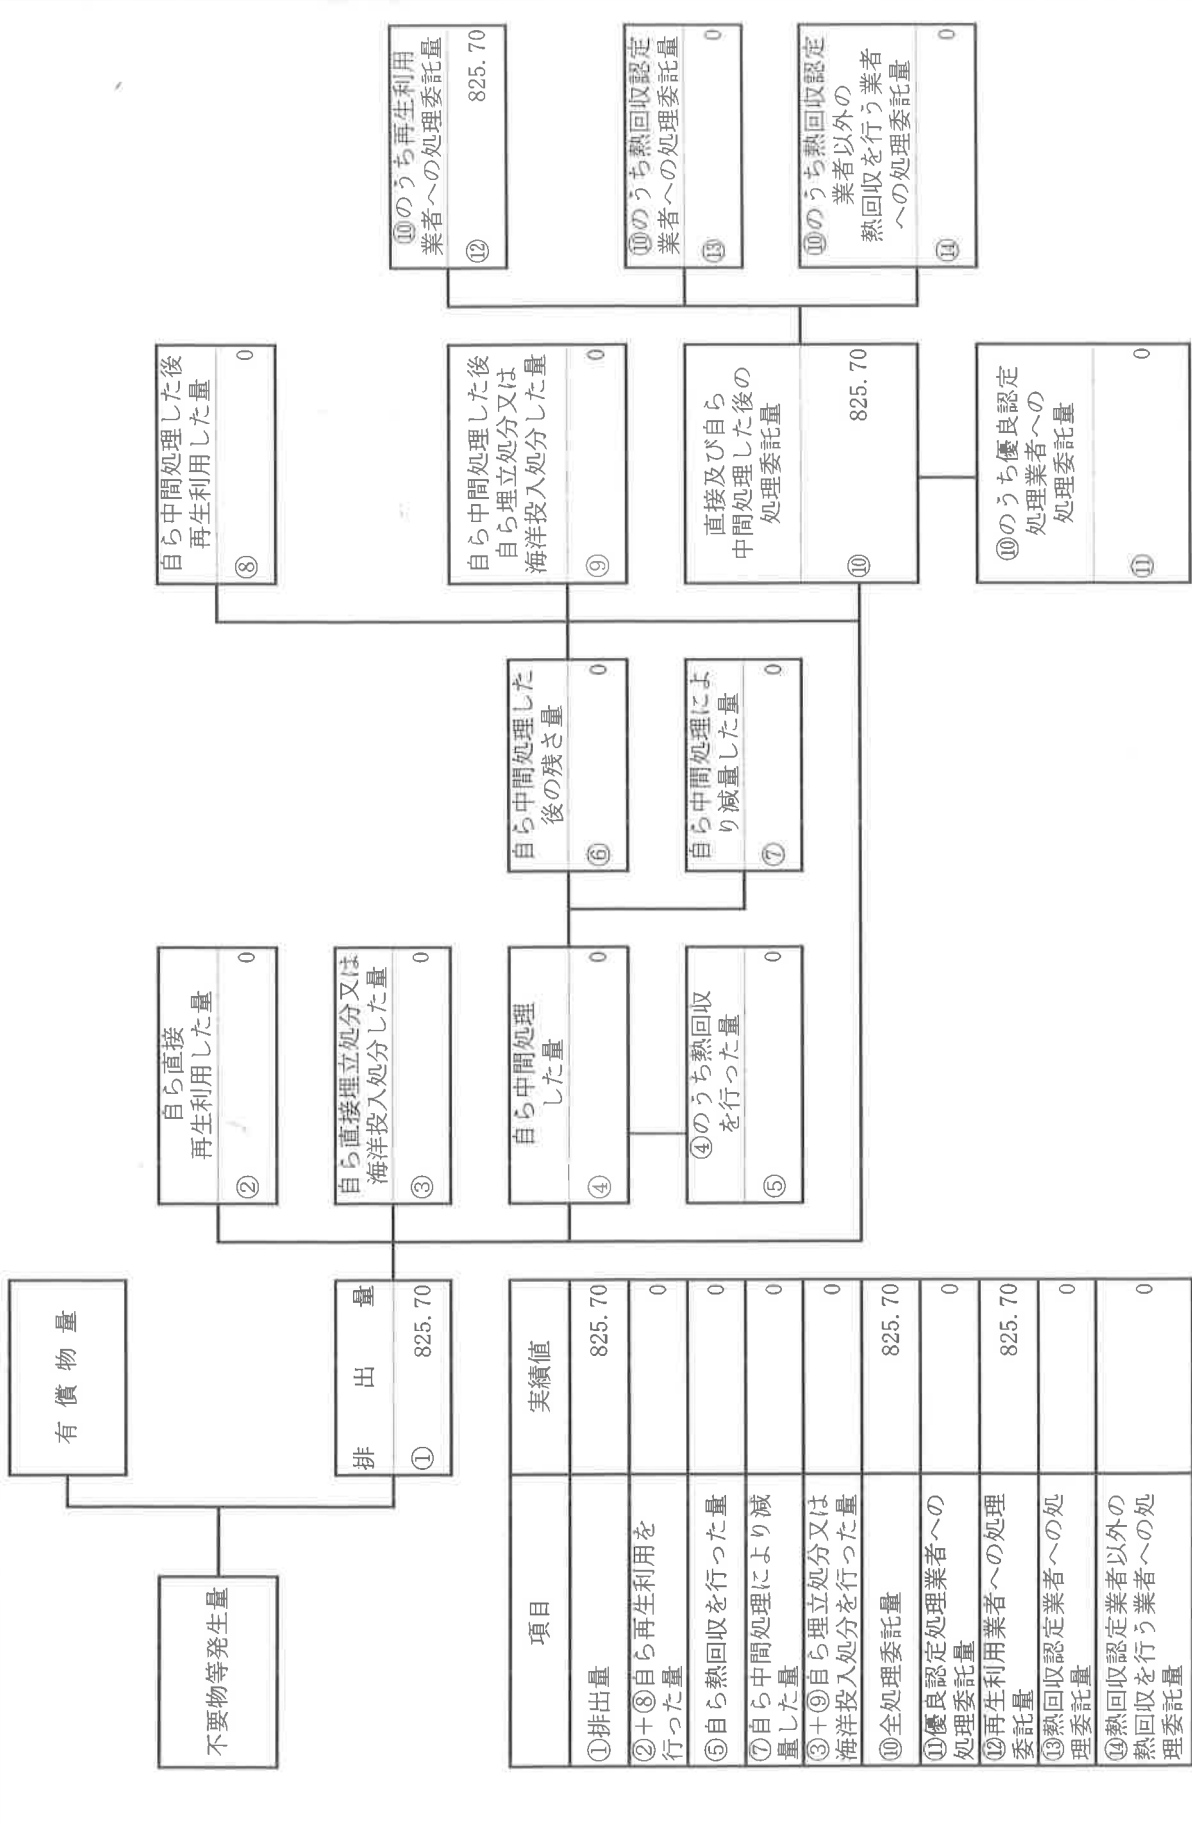 不要物等発生量
有償物量
排出量
① 825.70
自ら直接
再生利用した量
② 0
自ら直接埋立処分又は
海洋投入処分した量
③ 0
自ら中間処理
した量
④ 0
④のうち熱回収
を行った量
⑤ 0
自ら中間処理した
後の残さ量
⑥ 0
自ら中間処理によ
り減量した量
⑦ 0
自ら中間処理した後
再生利用した量
⑧ 0
自ら中間処理した後
自ら埋立処分又は
海洋投入処分した量
⑨ 0
直接及び自ら
中間処理した後の
処理委託量
⑩ 825.70
⑩のうち優良認定
処理業者への
処理委託量
⑪ 0
⑩のうち再生利用
業者への処理委託量
⑫ 825.70
⑩のうち熱回収認定
業者への処理委託量
⑬ 0
⑩のうち熱回収認定
業者以外の
熱回収を行う業者
への処理委託量
⑭ 0
項目 実績値
①排出量 825.70
②+⑧自ら再生利用を
行った量 0
⑤自ら熱回収を行った量 0
⑦自ら中間処理により減
量した量 0
③+⑨自ら埋立処分又は
海洋投入処分を行った量 0
⑩全処理委託量 825.70
⑪優良認定処理業者への
処理委託量 0
⑫再生利用業者への処理
委託量 825.70
⑬熱回収認定業者への処
理委託量 0
⑭熱回収認定業者以外の
熱回収を行う業者への処
理委託量 0